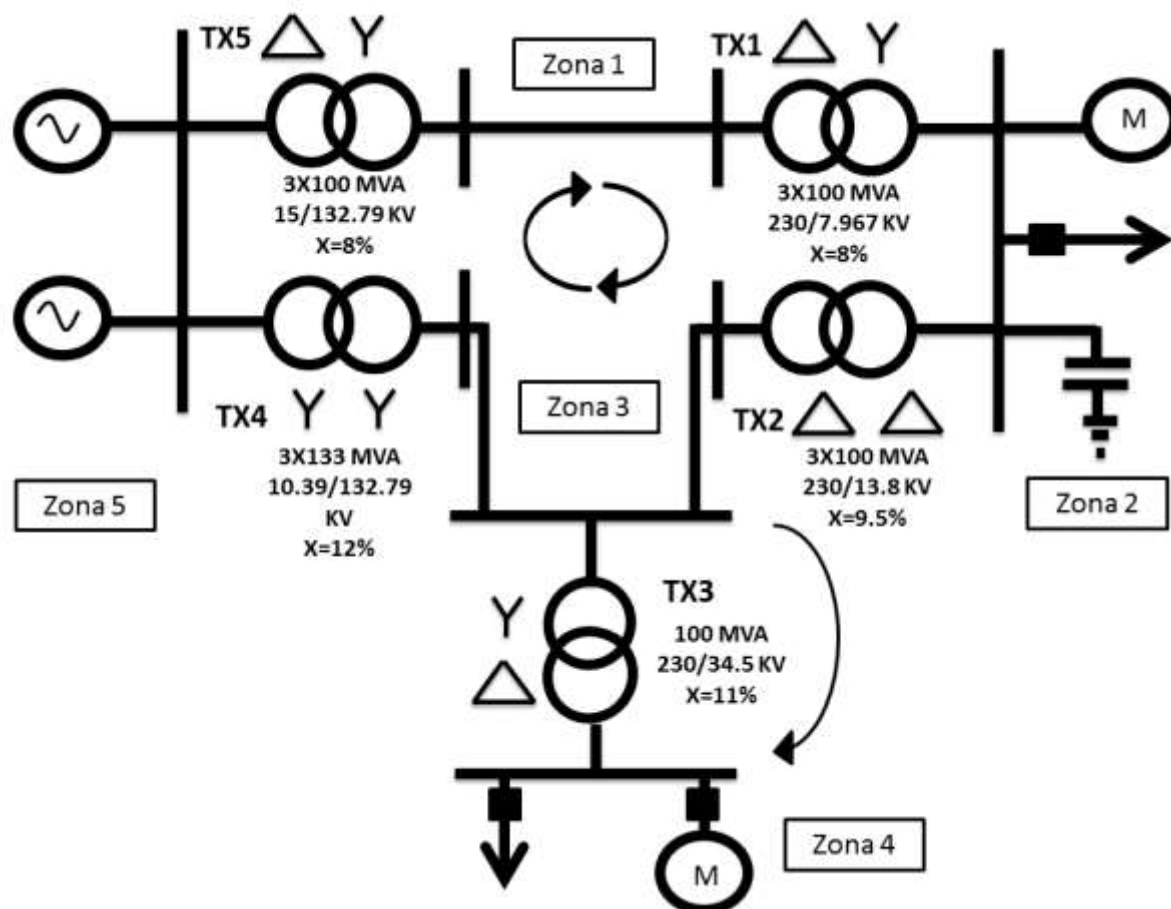 TX5
Zona 1
TX1
M
3X100 MVA
15/132.79 KV
X=8%
3X100 MVA
230/7.967 KV
X=8%
TX4
3X133 MVA
10.39/132.79
KV
X=12%
Zona 3
TX2
3X100 MVA
230/13.8 KV
X=9.5%
Zona 5
Zona 2
TX3
100 MVA
230/34.5 KV
X=11%
Zona 4
M